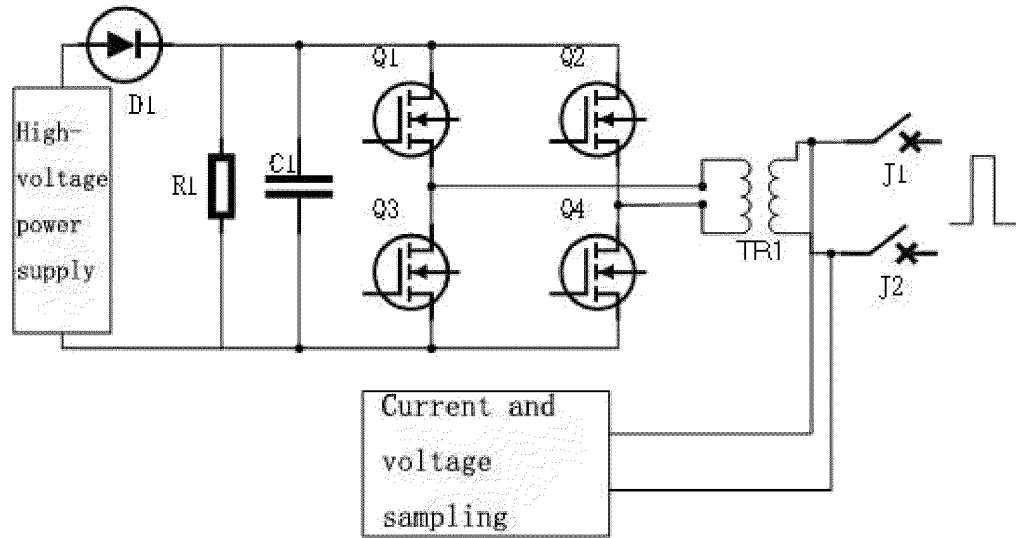 D1
High-
voltage
power
supply
R1
C1
Q1
Q2
Q3
Q4
TR1
J1
J2
Current and
voltage
sampling